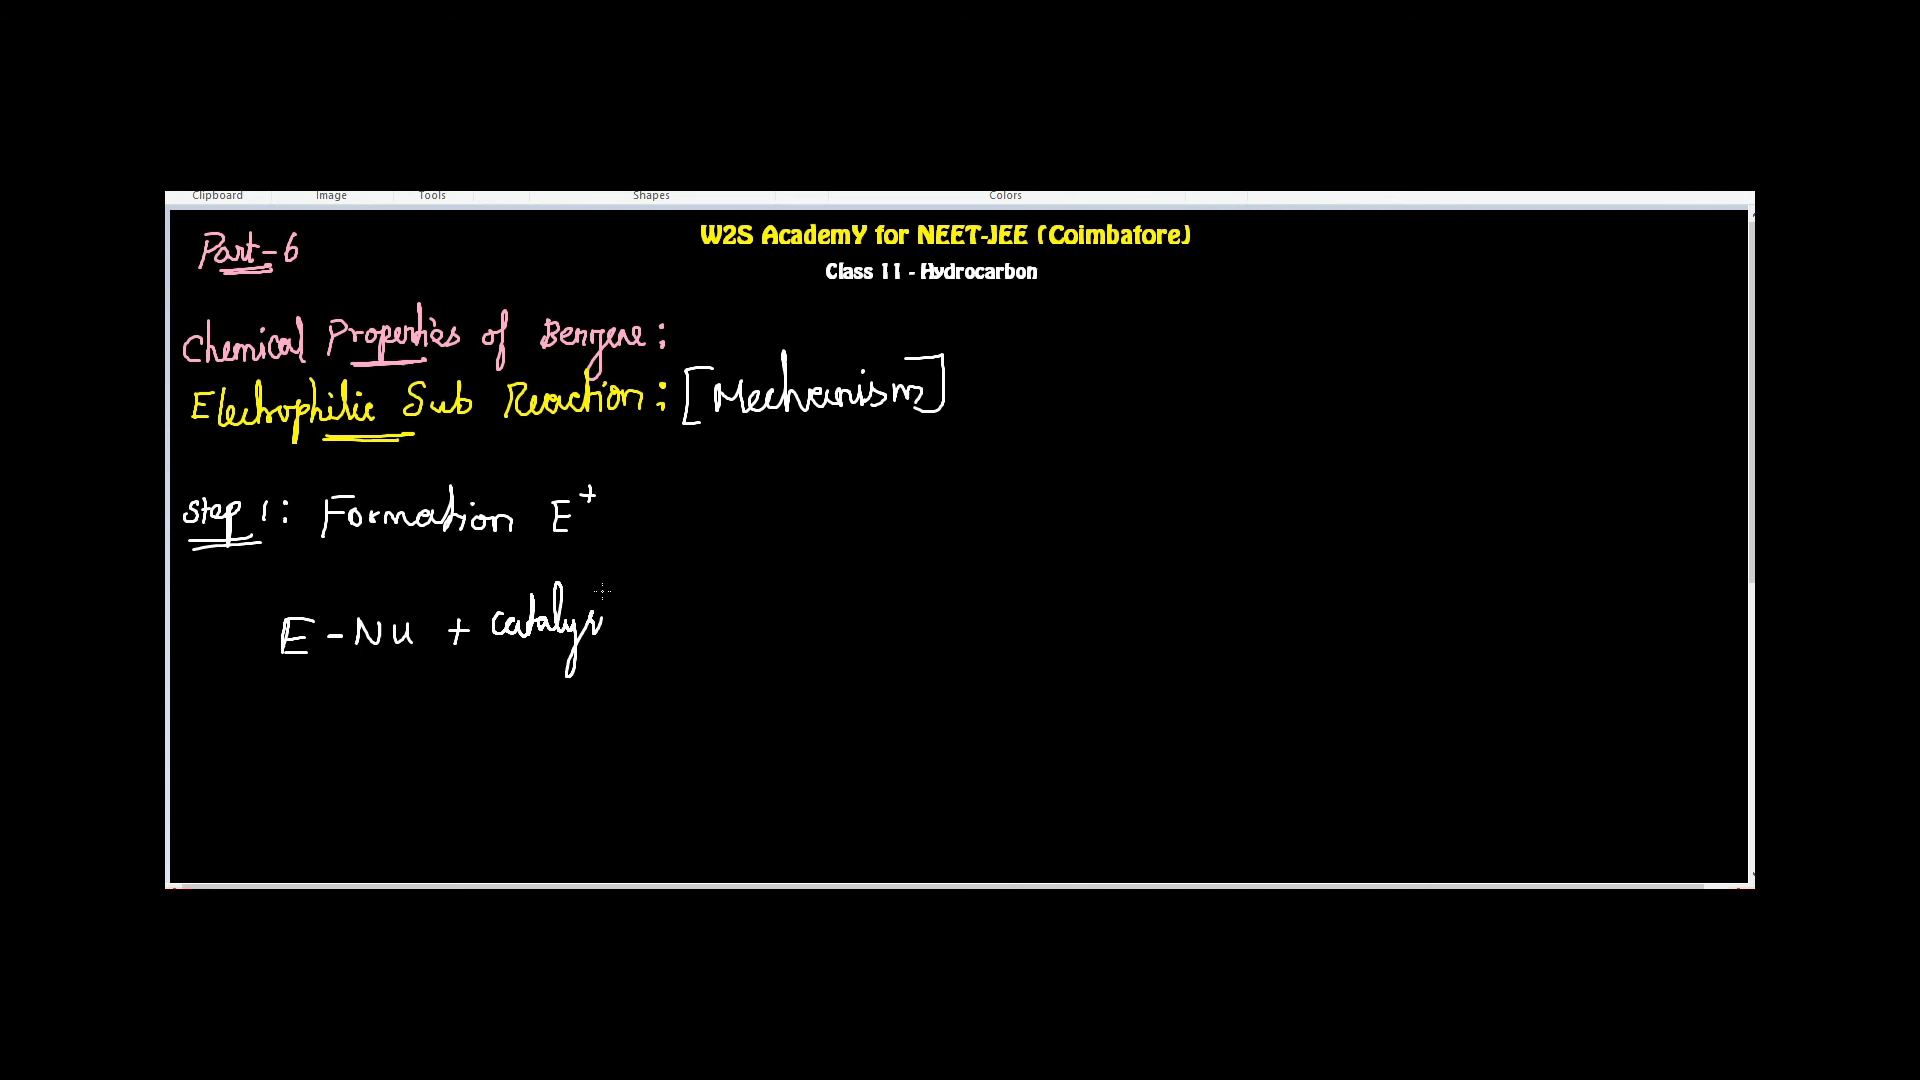 Clipboard Image Tools Shapes Colors
W2S AcademY for NEET-JEE (Coimbatore)
Part-6
Class 11 - Hydrocarbon
Chemical Properties of Benzene:
Electrophilic Sub Reaction: [Mechanism]
Step 1: Formation E⁺
E-Nu + catalys